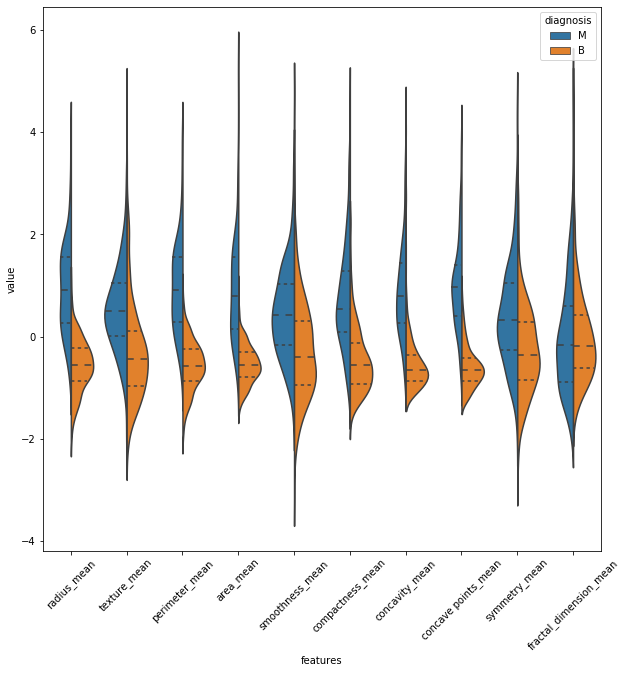 diagnosis
M
B
6
4
2
0
−2
−4
value
radius_mean
texture_mean
perimeter_mean
area_mean
smoothness_mean
compactness_mean
concavity_mean
concave points_mean
symmetry_mean
fractal_dimension_mean
features